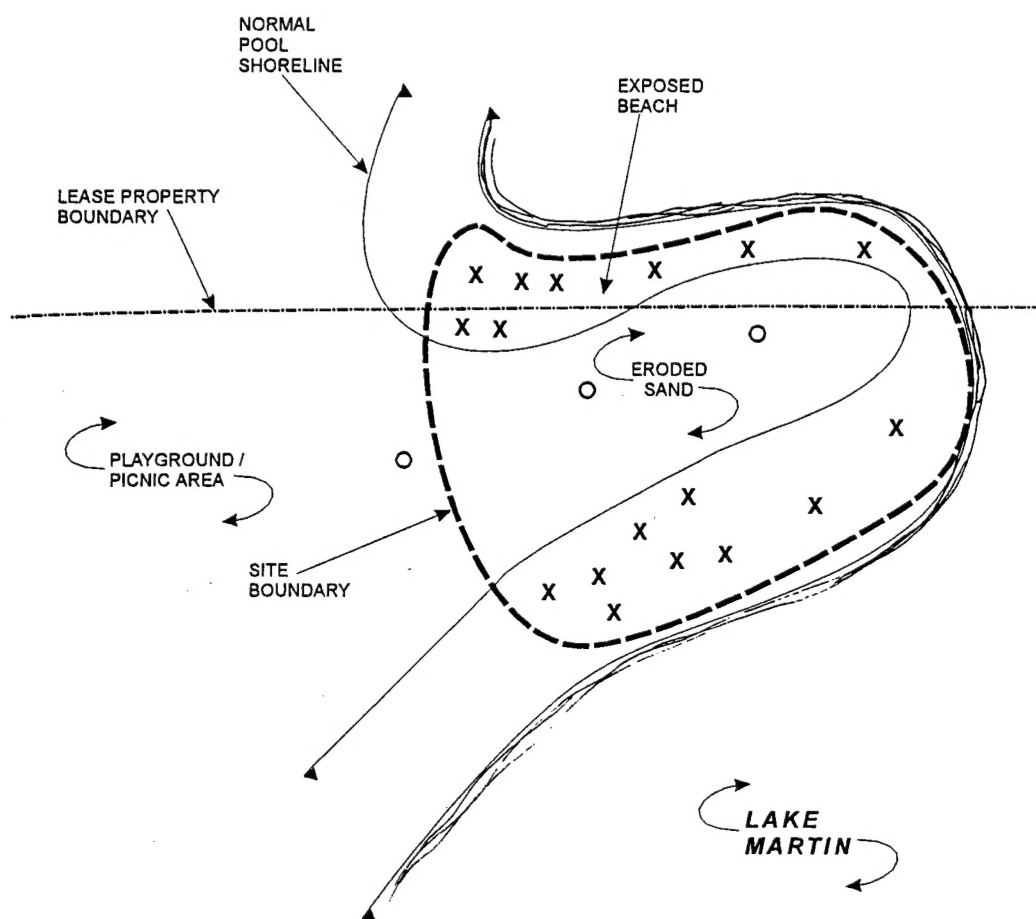 NORMAL
POOL
SHORELINE
EXPOSED
BEACH
LEASE PROPERTY
BOUNDARY
X
X
X
X
X
X
X
X
O
O
ERODED
SAND
X
O
PLAYGROUND /
PICNIC AREA
X
X
X
X
X
SITE
BOUNDARY
X
X
X
LAKE
MARTIN